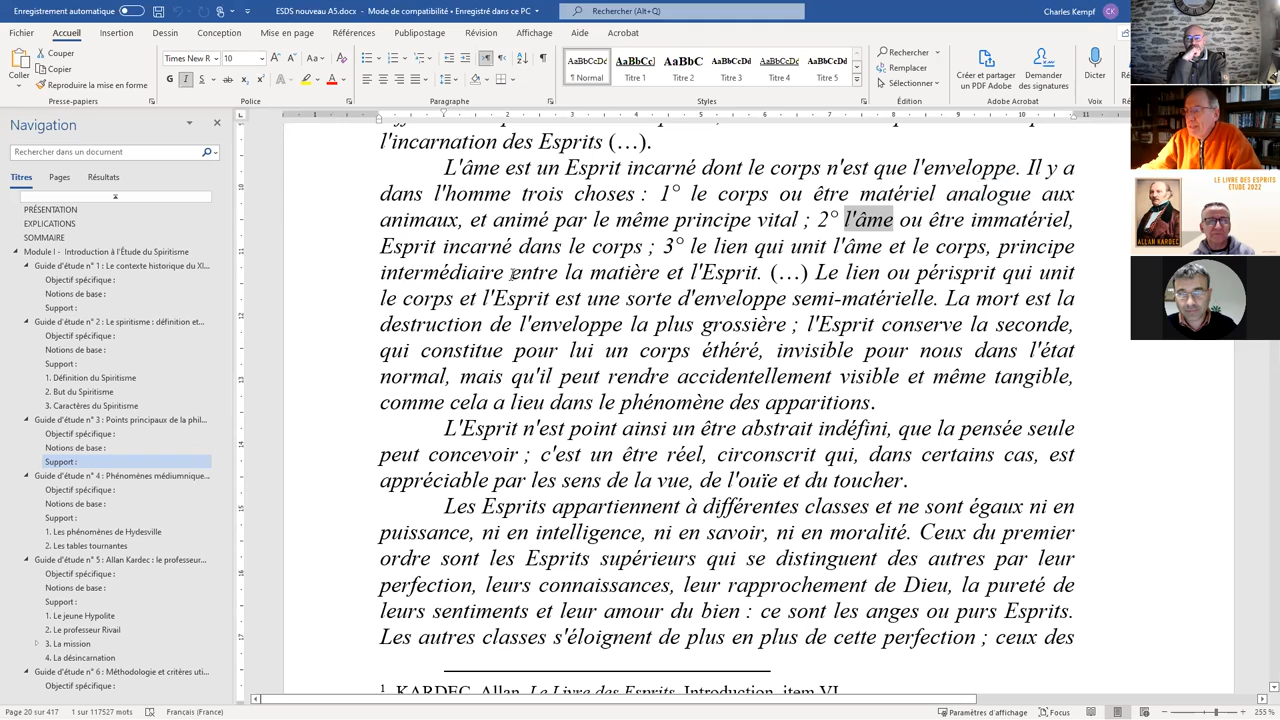 Enregistrement automatique
ESDS nouveau A5.docx - Mode de compatibilité • Enregistré sur ce PC
Rechercher (Alt+Q)
Charles Kempf
CK
Fichier
Accueil
Insertion
Dessin
Conception
Mise en page
Références
Publipostage
Révision
Affichage
Aide
Acrobat
Coller
Couper
Copier
Reproduire la mise en forme
Presse-papiers
Times New R
10
G I S ab
Police
Paragraphe
AaBbCcDc
¶ Normal
AaBbCc
Titre 1
AaBbC
Titre 2
AaBbCcDd
Titre 3
AaBbCcDd
Titre 4
AaBbCcDd
Titre 5
Styles
Rechercher
Remplacer
Sélectionner
Édition
Créer et partager
un PDF Adobe
Demander
des signatures
Adobe Acrobat
Dicter
Voix
Navigation
Rechercher dans un document
Titres
Pages
Résultats
PRÉSENTATION
EXPLICATIONS
SOMMAIRE
Module I - Introduction à l'Étude du Spiritisme
Guide d'étude n° 1 : Le contexte historique du XI...
Objectif spécifique :
Notions de base :
Support :
Guide d'étude n° 2 : Le spiritisme : définition et...
Objectif spécifique :
Notions de base :
Support :
1. Définition du Spiritisme
2. But du Spiritisme
3. Caractères du Spiritisme
Guide d'étude n° 3 : Points principaux de la phil...
Objectif spécifique :
Notions de base :
Support :
Guide d'étude n° 4 : Phénomènes médiumnique...
Objectif spécifique :
Notions de base :
Support :
1. Les phénomènes de Hydesville
2. Les tables tournantes
Guide d'étude n° 5 : Allan Kardec : le professeur...
Objectif spécifique :
Notions de base :
Support :
1. Le jeune Hypolite
2. Le professeur Rivail
3. La mission
4. La désincarnation
Guide d'étude n° 6 : Méthodologie et critères uti...
Objectif spécifique :
l'incarnation des Esprits (…).
L'âme est un Esprit incarné dont le corps n'est que l'enveloppe. Il y a
dans l'homme trois choses : 1° le corps ou être matériel analogue aux
animaux, et animé par le même principe vital ; 2° l'âme ou être immatériel,
Esprit incarné dans le corps ; 3° le lien qui unit l'âme et le corps, principe
intermédiaire entre la matière et l'Esprit. (…) Le lien ou périsprit qui unit
le corps et l'Esprit est une sorte d'enveloppe semi-matérielle. La mort est la
destruction de l'enveloppe la plus grossière ; l'Esprit conserve la seconde,
qui constitue pour lui un corps éthéré, invisible pour nous dans l'état
normal, mais qu'il peut rendre accidentellement visible et même tangible,
comme cela a lieu dans le phénomène des apparitions.
L'Esprit n'est point ainsi un être abstrait indéfini, que la pensée seule
peut concevoir ; c'est un être réel, circonscrit qui, dans certains cas, est
appréciable par les sens de la vue, de l'ouïe et du toucher.
Les Esprits appartiennent à différentes classes et ne sont égaux ni en
puissance, ni en intelligence, ni en savoir, ni en moralité. Ceux du premier
ordre sont les Esprits supérieurs qui se distinguent des autres par leur
perfection, leurs connaissances, leur rapprochement de Dieu, la pureté de
leurs sentiments et leur amour du bien : ce sont les anges ou purs Esprits.
Les autres classes s'éloignent de plus en plus de cette perfection ; ceux des
1 KARDEC, Allan. Le Livre des Esprits. Introduction, item VI.
LE LIVRE DES ESPRITS
ETUDE 2022
ALLAN KARDEC
Page 20 sur 417
1 sur 117527 mots
Français (France)
Paramètres d'affichage
Focus
255 %